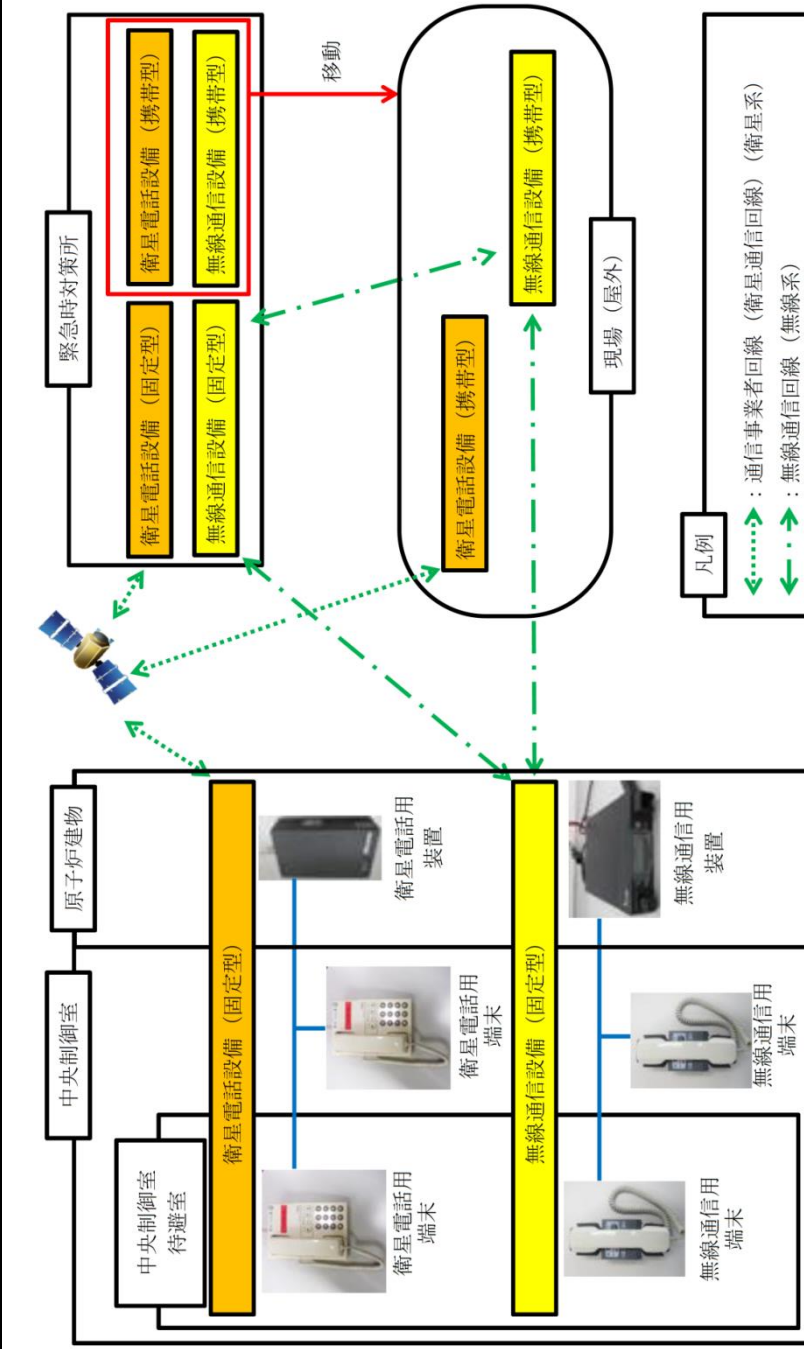 中央制御室
原子炉建物
中央制御室
待避室
衛星電話設備（固定型）
衛星電話用
端末
衛星電話用
端末
衛星電話用
装置
無線通信設備（固定型）
無線通信用
端末
無線通信用
端末
無線通信用
装置
緊急時対策所
衛星電話設備（固定型）
衛星電話設備（携帯型）
無線通信設備（固定型）
無線通信設備（携帯型）
移動
衛星電話設備（携帯型）
無線通信設備（携帯型）
現場（屋外）
凡例
：通信事業者回線（衛星通信回線）（衛星系）
：無線通信回線（無線系）